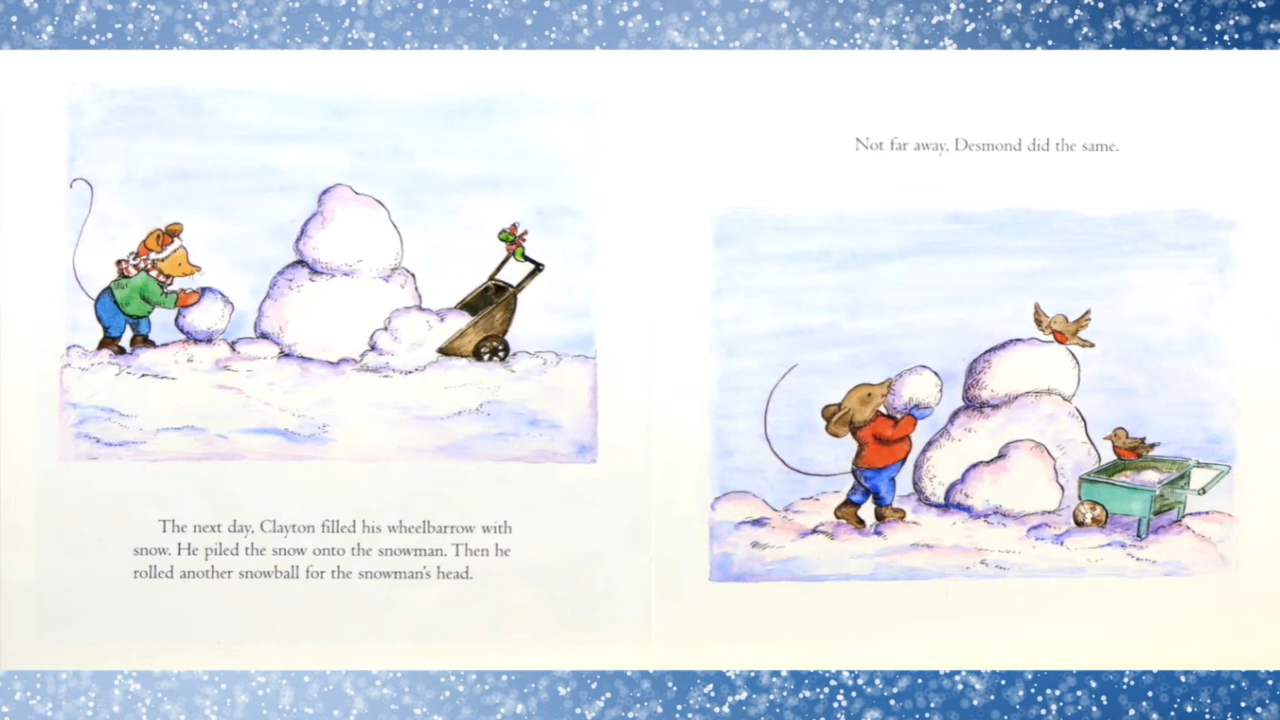 The next day, Clayton filled his wheelbarrow with
snow. He piled the snow onto the snowman. Then he
rolled another snowball for the snowman's head.
Not far away, Desmond did the same.